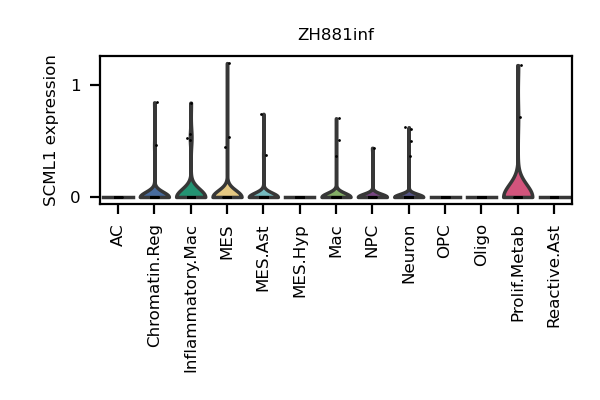 ZH881inf
SCML1 expression
1
0
AC
Chromatin.Reg
Inflammatory.Mac
MES
MES.Ast
MES.Hyp
Mac
NPC
Neuron
OPC
Oligo
Prolif.Metab
Reactive.Ast